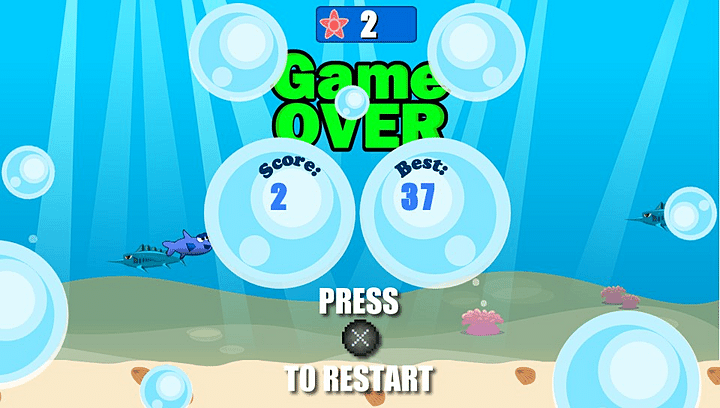 2
Game
OVER
Score:
2
Best:
37
PRESS
TO RESTART